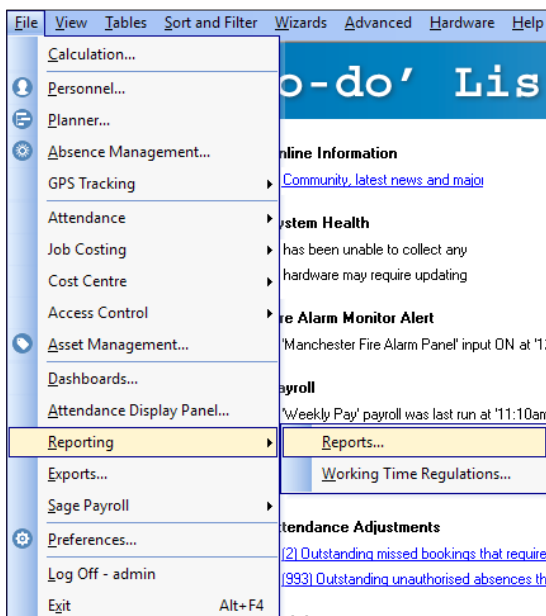 File View Tables Sort and Filter Wizards Advanced Hardware Help
Calculation...
Personnel...
Planner...
Absence Management...
GPS Tracking
Attendance
Job Costing
Cost Centre
Access Control
Asset Management...
Dashboards...
Attendance Display Panel...
Reporting
Exports...
Sage Payroll
Preferences...
Log Off - admin
Exit Alt+F4
Reports...
Working Time Regulations...
o-do' Lis
nline Information
Community, latest news and major
ystem Health
has been unable to collect any
hardware may require updating
re Alarm Monitor Alert
'Manchester Fire Alarm Panel' input ON at '1
ayroll
'Weekly Pay' payroll was last run at '11:10am
ttendance Adjustments
(2) Outstanding missed bookings that require
(993) Outstanding unauthorised absences th